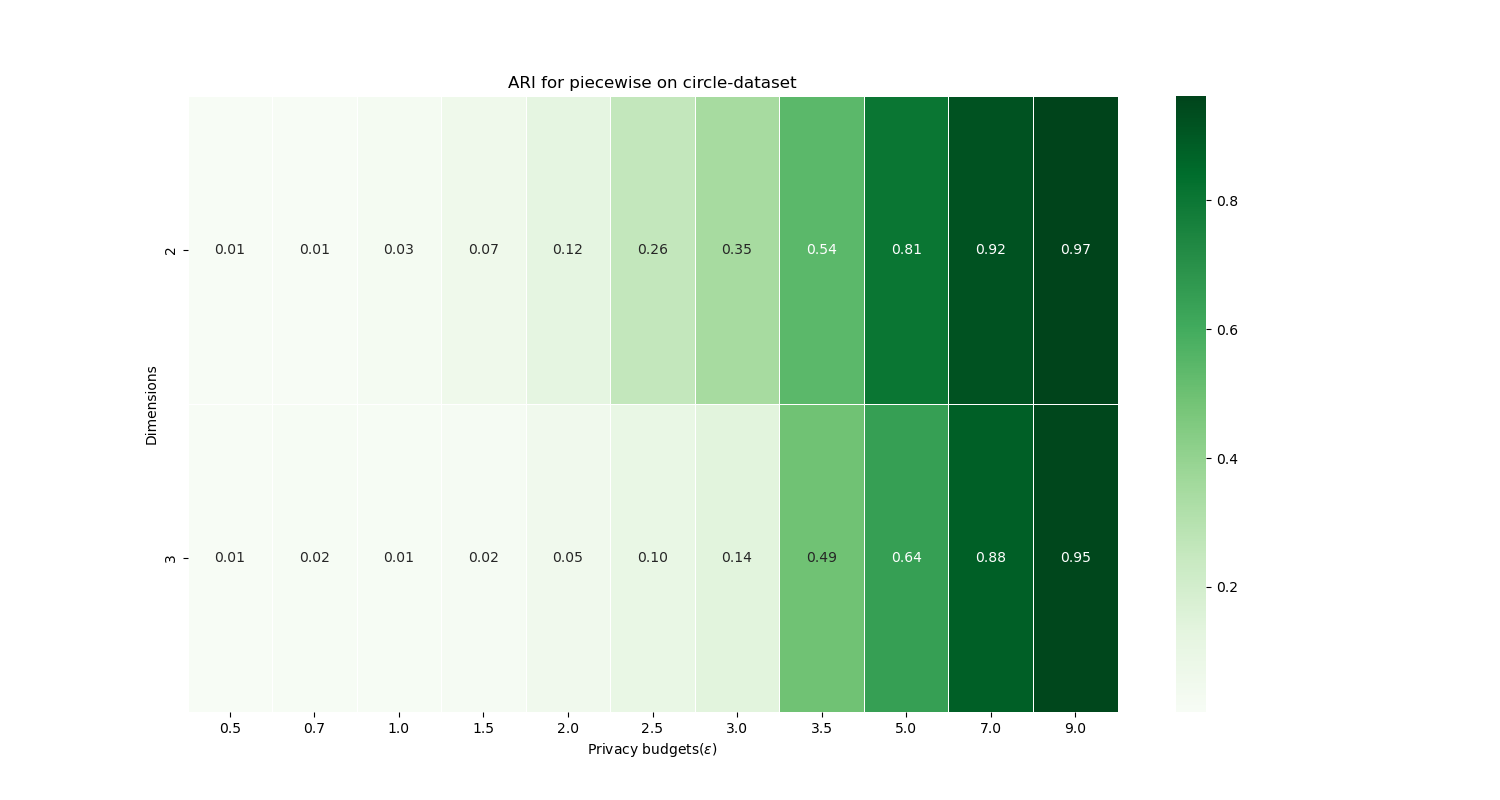 ARI for piecewise on circle-dataset
2
0.01 0.01 0.03 0.07 0.12 0.26 0.35 0.54 0.81 0.92 0.97
Dimensions
3
0.01 0.02 0.01 0.02 0.05 0.10 0.14 0.49 0.64 0.88 0.95
0.5 0.7 1.0 1.5 2.0 2.5 3.0 3.5 5.0 7.0 9.0
Privacy budgets(ε)
0.8
0.6
0.4
0.2